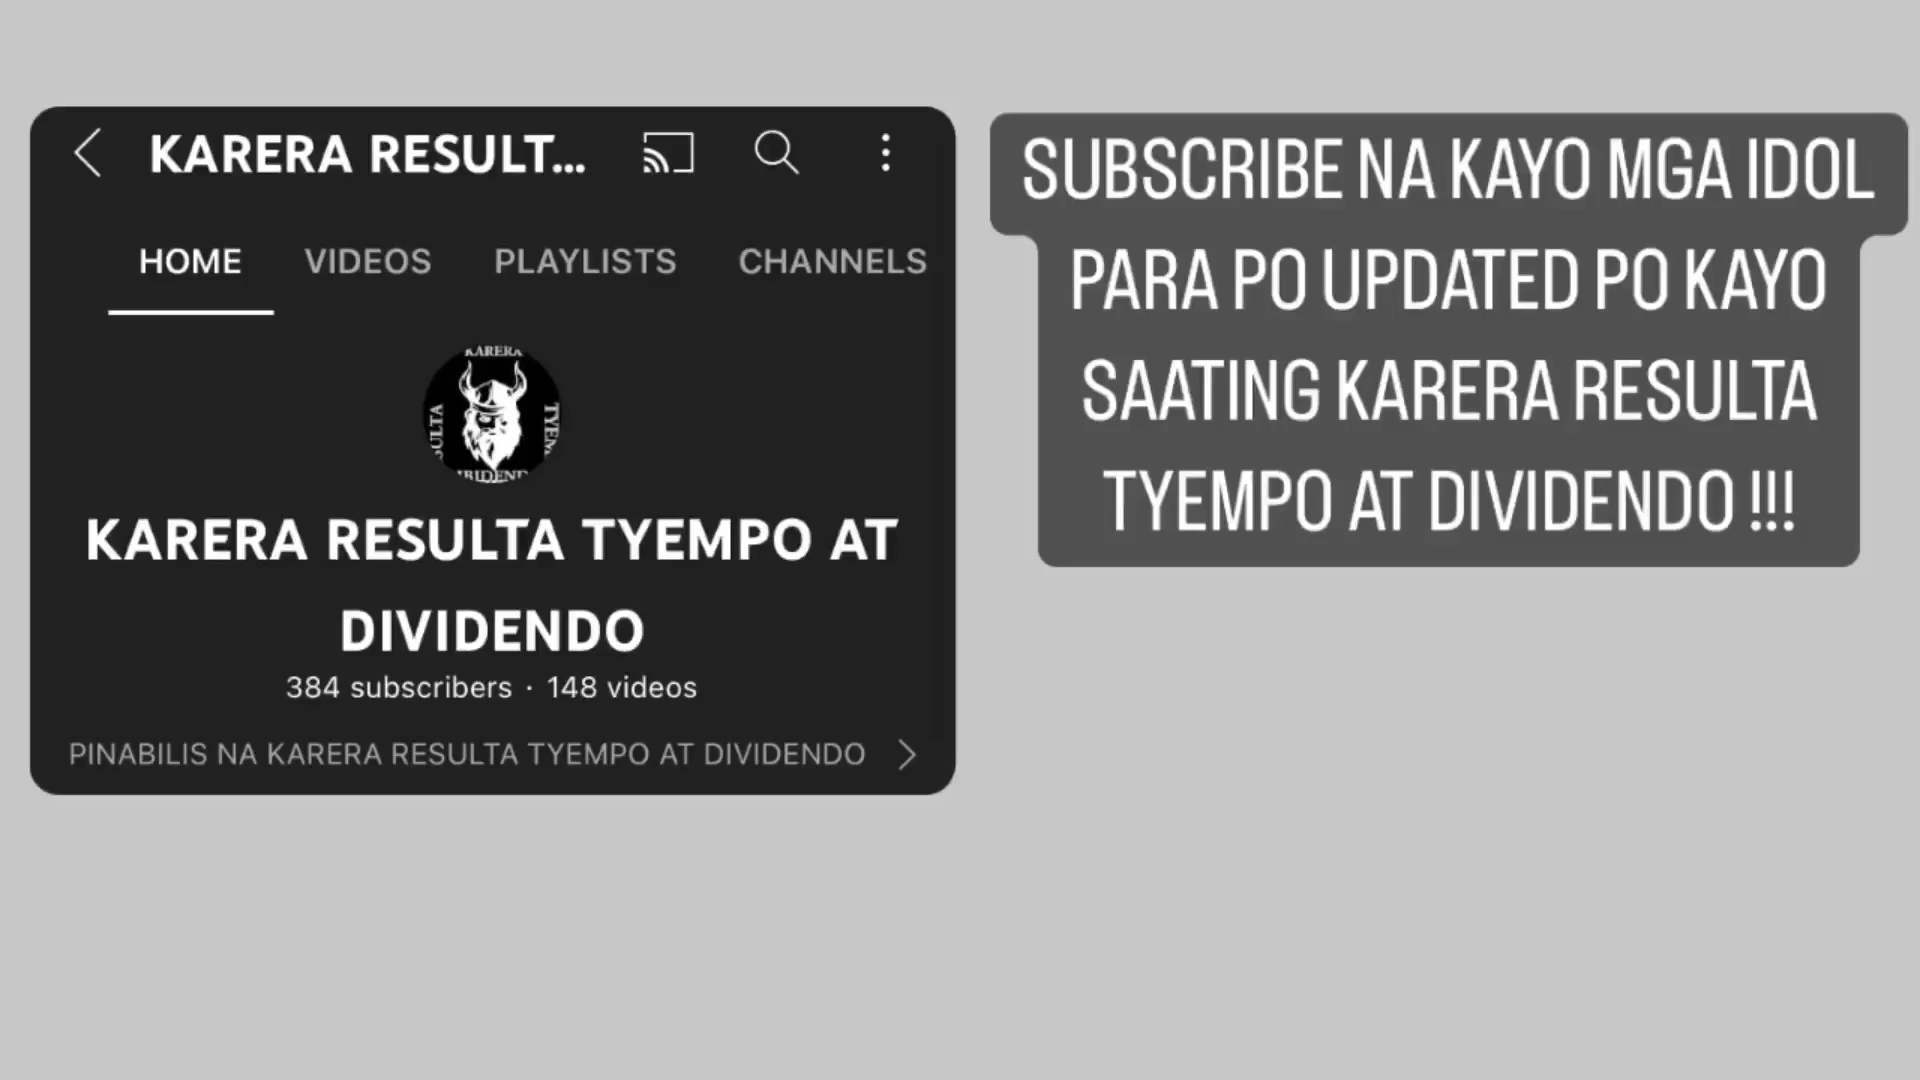 KARERA RESULT...
HOME VIDEOS PLAYLISTS CHANNELS
KARERA
TYEM
KARERA RESULTA TYEMPO AT
DIVIDENDO
384 subscribers · 148 videos
PINABILIS NA KARERA RESULTA TYEMPO AT DIVIDENDO
SUBSCRIBE NA KAYO MGA IDOL
PARA PO UPDATED PO KAYO
SAATING KARERA RESULTA
TYEMPO AT DIVIDENDO !!!